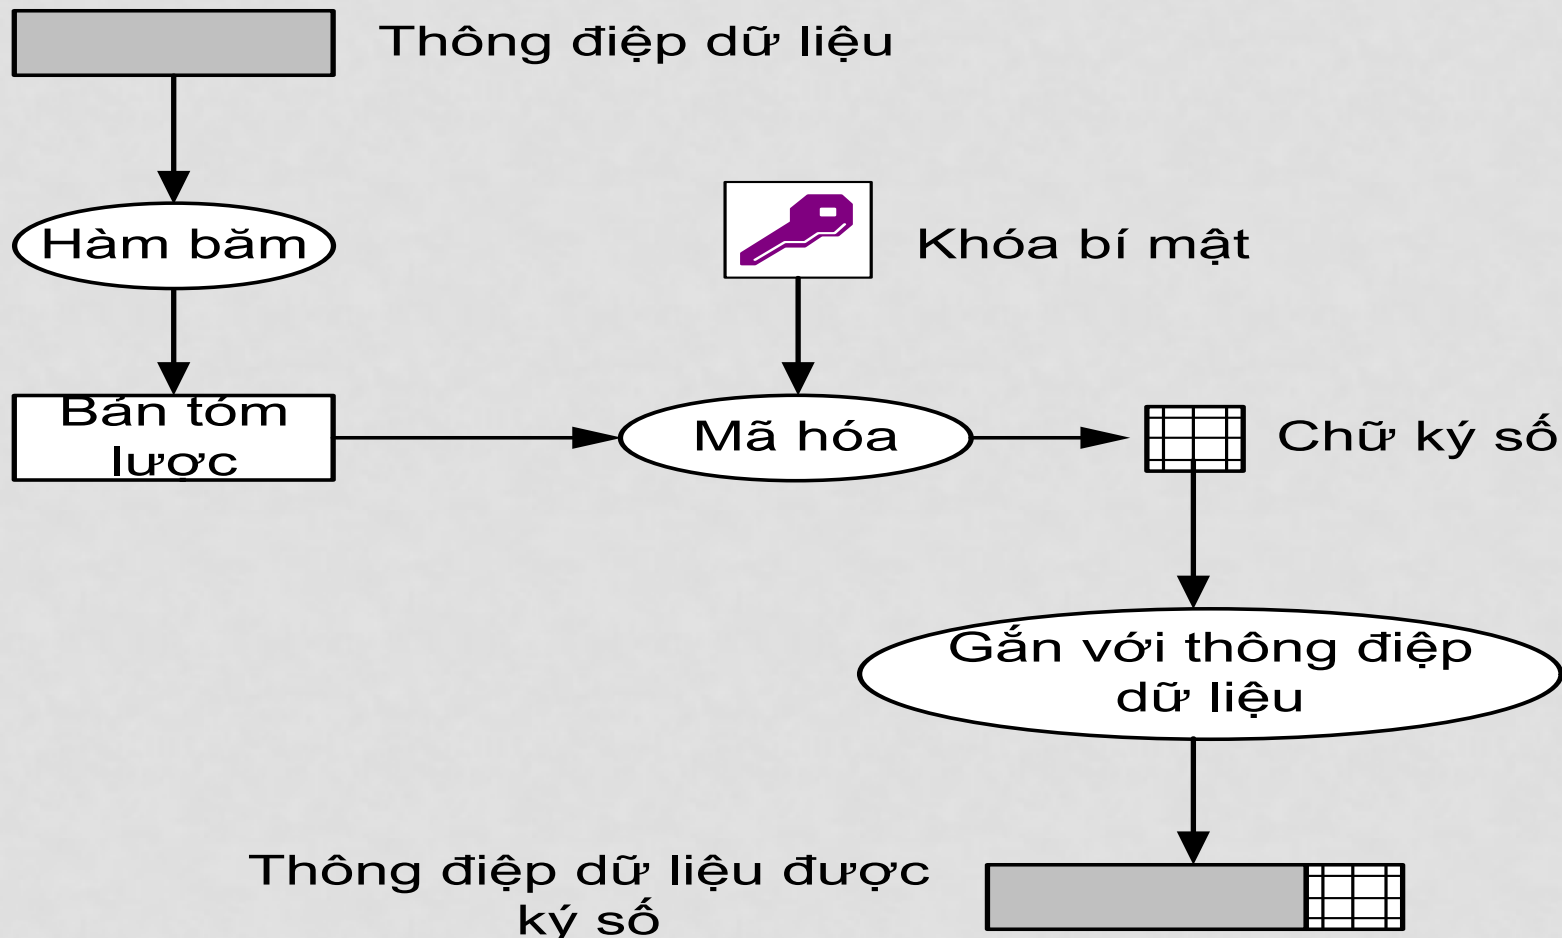 Thông điệp dữ liệu
Hàm băm
Khóa bí mật
Bản tóm
lược
Mã hóa
Chữ ký số
Gắn với thông điệp
dữ liệu
Thông điệp dữ liệu được
ký số